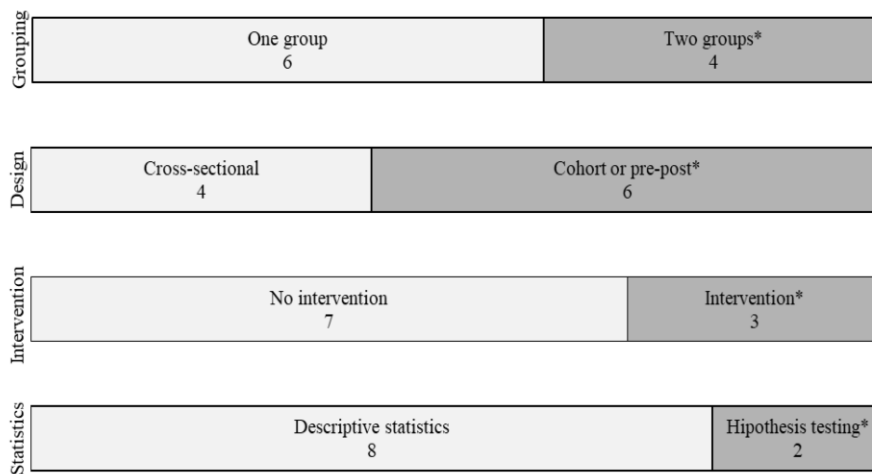 Grouping
One group
6
Two groups*
4
Design
Cross-sectional
4
Cohort or pre-post*
6
Intervention
No intervention
7
Intervention*
3
Statistics
Descriptive statistics
8
Hipothesis testing*
2